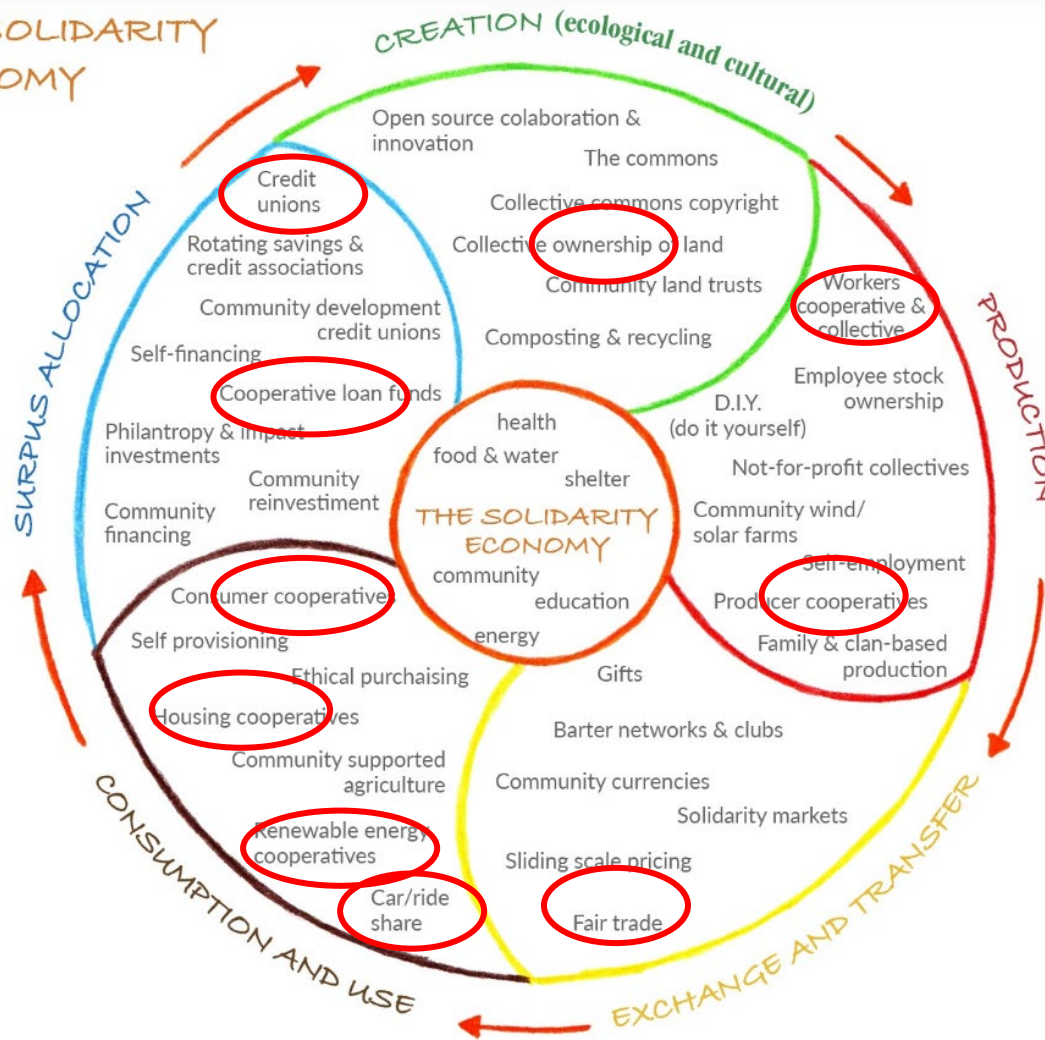 SOLIDARITY
OMY
CREATION (ecological and cultural)
Open source colaboration &
innovation
The commons
Collective commons copyright
Collective ownership of land
Community land trusts
Composting & recycling
PRODUCTION
Workers
cooperative &
collective
Employee stock
ownership
D.I.Y.
(do it yourself)
Not-for-profit collectives
Community wind/
solar farms
Self-employment
Producer cooperatives
Family & clan-based
production
EXCHANGE AND TRANSFER
Gifts
Barter networks & clubs
Community currencies
Solidarity markets
Sliding scale pricing
Fair trade
CONSUMPTION AND USE
Consumer cooperatives
Self provisioning
Ethical purchaising
Housing cooperatives
Community supported
agriculture
Renewable energy
cooperatives
Car/ride
share
SURPUS ALLOCATION
Credit
unions
Rotating savings &
credit associations
Community development
credit unions
Self-financing
Cooperative loan funds
Philantropy & impact
investments
Community
reinvestiment
Community
financing
health
food & water
shelter
THE SOLIDARITY
ECONOMY
community
education
energy